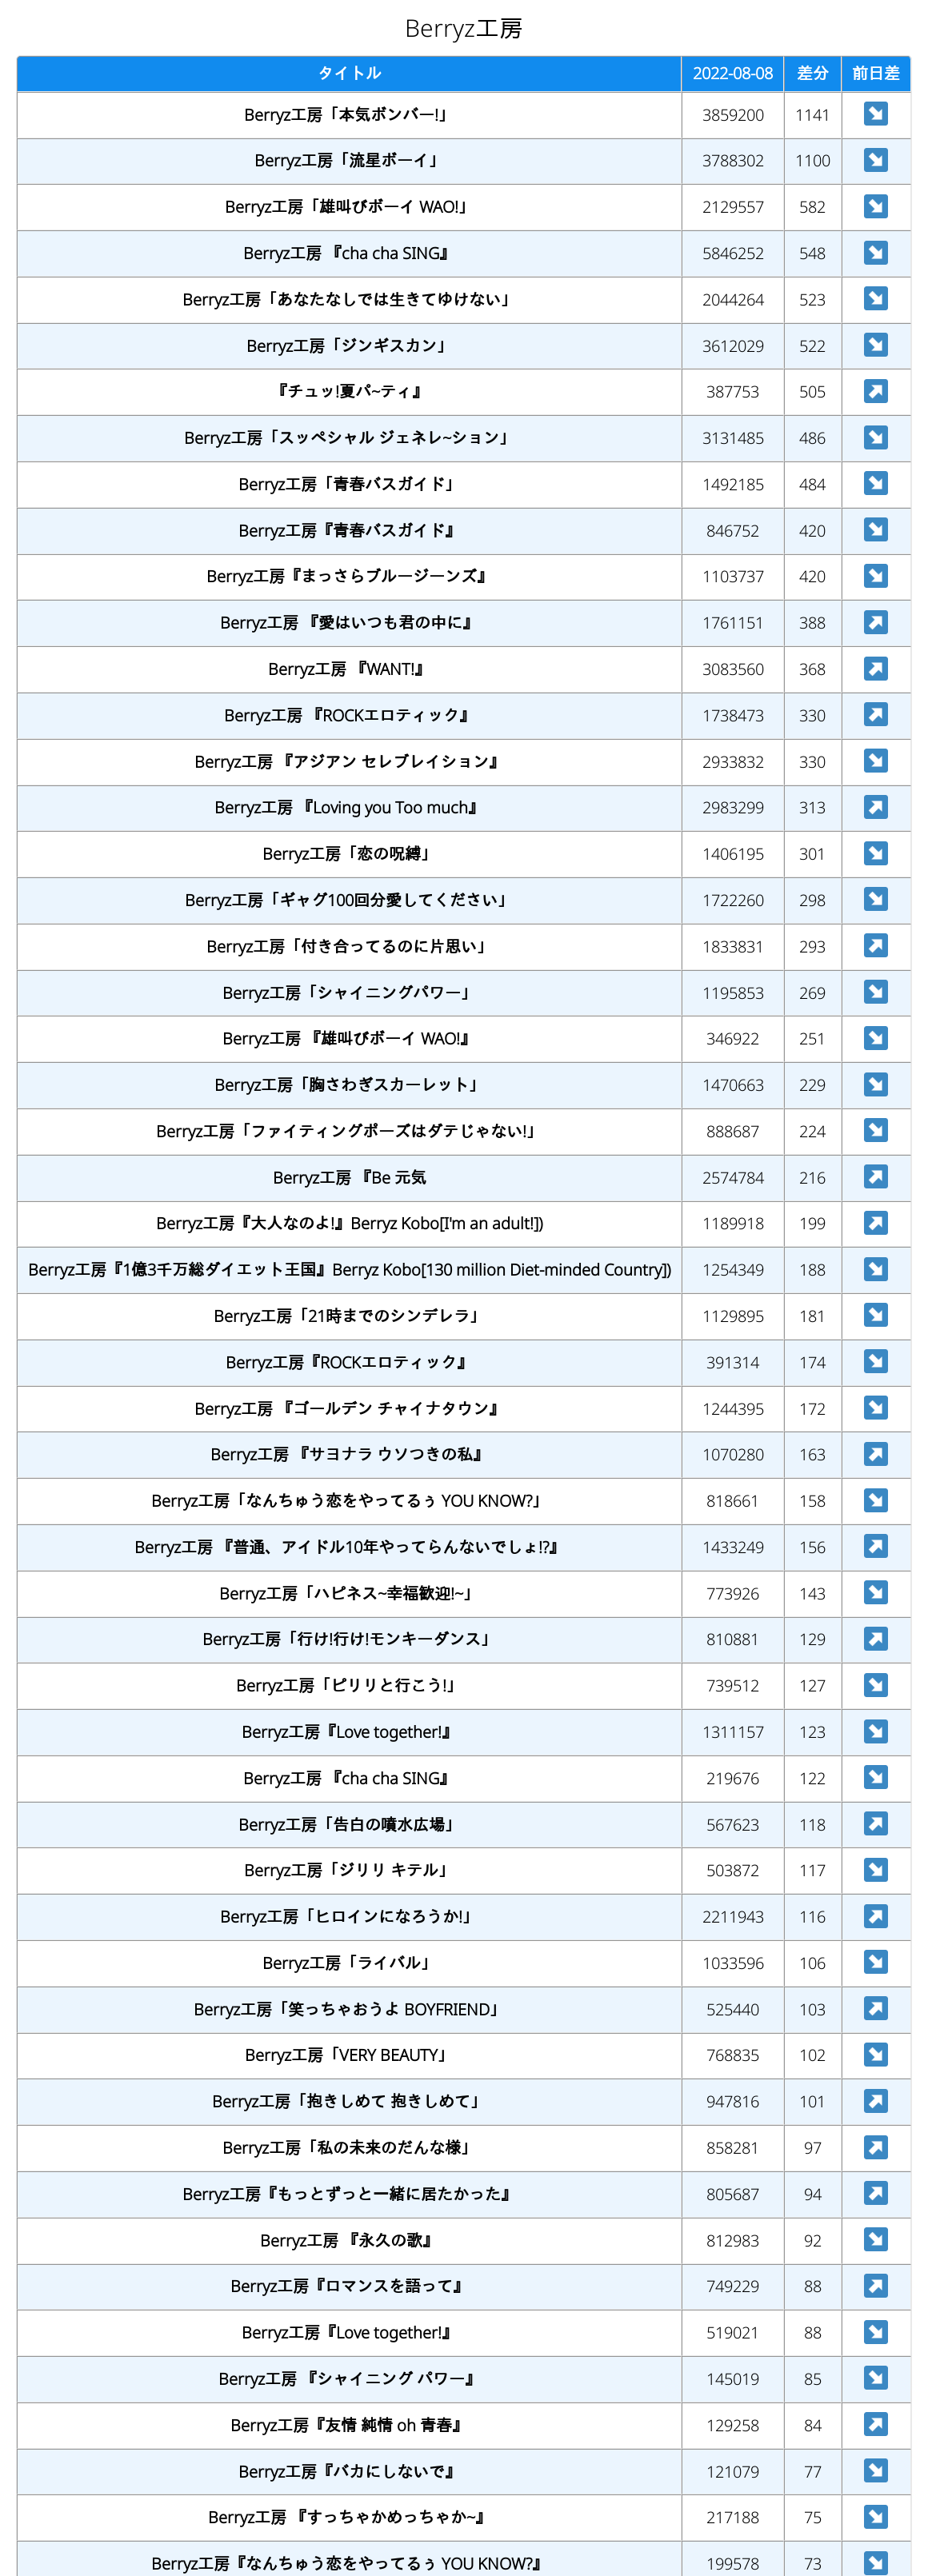 Berryz工房
タイトル 2022-08-08 差分 前日差
Berryz工房「本気ボンバー!」 3859200 1141 ↘
Berryz工房「流星ボーイ」 3788302 1100 ↘
Berryz工房「雄叫びボーイ WAO!」 2129557 582 ↘
Berryz工房 『cha cha SING』 5846252 548 ↘
Berryz工房「あなたなしでは生きてゆけない」 2044264 523 ↘
Berryz工房「ジンギスカン」 3612029 522 ↘
『チュッ!夏パ~ティ』 387753 505 ↗
Berryz工房「スッペシャル ジェネレ~ション」 3131485 486 ↘
Berryz工房「青春バスガイド」 1492185 484 ↘
Berryz工房『青春バスガイド』 846752 420 ↘
Berryz工房『まっさらブルージーンズ』 1103737 420 ↘
Berryz工房 『愛はいつも君の中に』 1761151 388 ↗
Berryz工房 『WANT!』 3083560 368 ↗
Berryz工房 『ROCKエロティック』 1738473 330 ↗
Berryz工房 『アジアン セレブレイション』 2933832 330 ↘
Berryz工房 『Loving you Too much』 2983299 313 ↗
Berryz工房「恋の呪縛」 1406195 301 ↘
Berryz工房「ギャグ100回分愛してください」 1722260 298 ↘
Berryz工房「付き合ってるのに片思い」 1833831 293 ↗
Berryz工房「シャイニングパワー」 1195853 269 ↘
Berryz工房 『雄叫びボーイ WAO!』 346922 251 ↘
Berryz工房「胸さわぎスカーレット」 1470663 229 ↘
Berryz工房「ファイティングポーズはダテじゃない!」 888687 224 ↘
Berryz工房 『Be 元気 2574784 216 ↗
Berryz工房『大人なのよ!』Berryz Kobo[I'm an adult!]) 1189918 199 ↗
Berryz工房『1億3千万総ダイエット王国』Berryz Kobo[130 million Diet-minded Country]) 1254349 188 ↘
Berryz工房「21時までのシンデレラ」 1129895 181 ↘
Berryz工房『ROCKエロティック』 391314 174 ↘
Berryz工房 『ゴールデン チャイナタウン』 1244395 172 ↘
Berryz工房 『サヨナラ ウソつきの私』 1070280 163 ↗
Berryz工房「なんちゅう恋をやってるぅ YOU KNOW?」 818661 158 ↘
Berryz工房 『普通、アイドル10年やってらんないでしょ!?』 1433249 156 ↗
Berryz工房「ハピネス~幸福歓迎!~」 773926 143 ↘
Berryz工房「行け!行け!モンキーダンス」 810881 129 ↗
Berryz工房「ピリリと行こう!」 739512 127 ↘
Berryz工房『Love together!』 1311157 123 ↘
Berryz工房 『cha cha SING』 219676 122 ↘
Berryz工房「告白の噴水広場」 567623 118 ↗
Berryz工房「ジリリ キテル」 503872 117 ↘
Berryz工房「ヒロインになろうか!」 2211943 116 ↗
Berryz工房「ライバル」 1033596 106 ↘
Berryz工房「笑っちゃおうよ BOYFRIEND」 525440 103 ↗
Berryz工房「VERY BEAUTY」 768835 102 ↘
Berryz工房「抱きしめて 抱きしめて」 947816 101 ↗
Berryz工房「私の未来のだんな様」 858281 97 ↗
Berryz工房『もっとずっと一緒に居たかった』 805687 94 ↗
Berryz工房 『永久の歌』 812983 92 ↘
Berryz工房『ロマンスを語って』 749229 88 ↗
Berryz工房『Love together!』 519021 88 ↘
Berryz工房 『シャイニング パワー』 145019 85 ↘
Berryz工房『友情 純情 oh 青春』 129258 84 ↗
Berryz工房『バカにしないで』 121079 77 ↘
Berryz工房 『すっちゃかめっちゃか~』 217188 75 ↘
Berryz工房『なんちゅう恋をやってるぅ YOU KNOW?』 199578 73 ↘